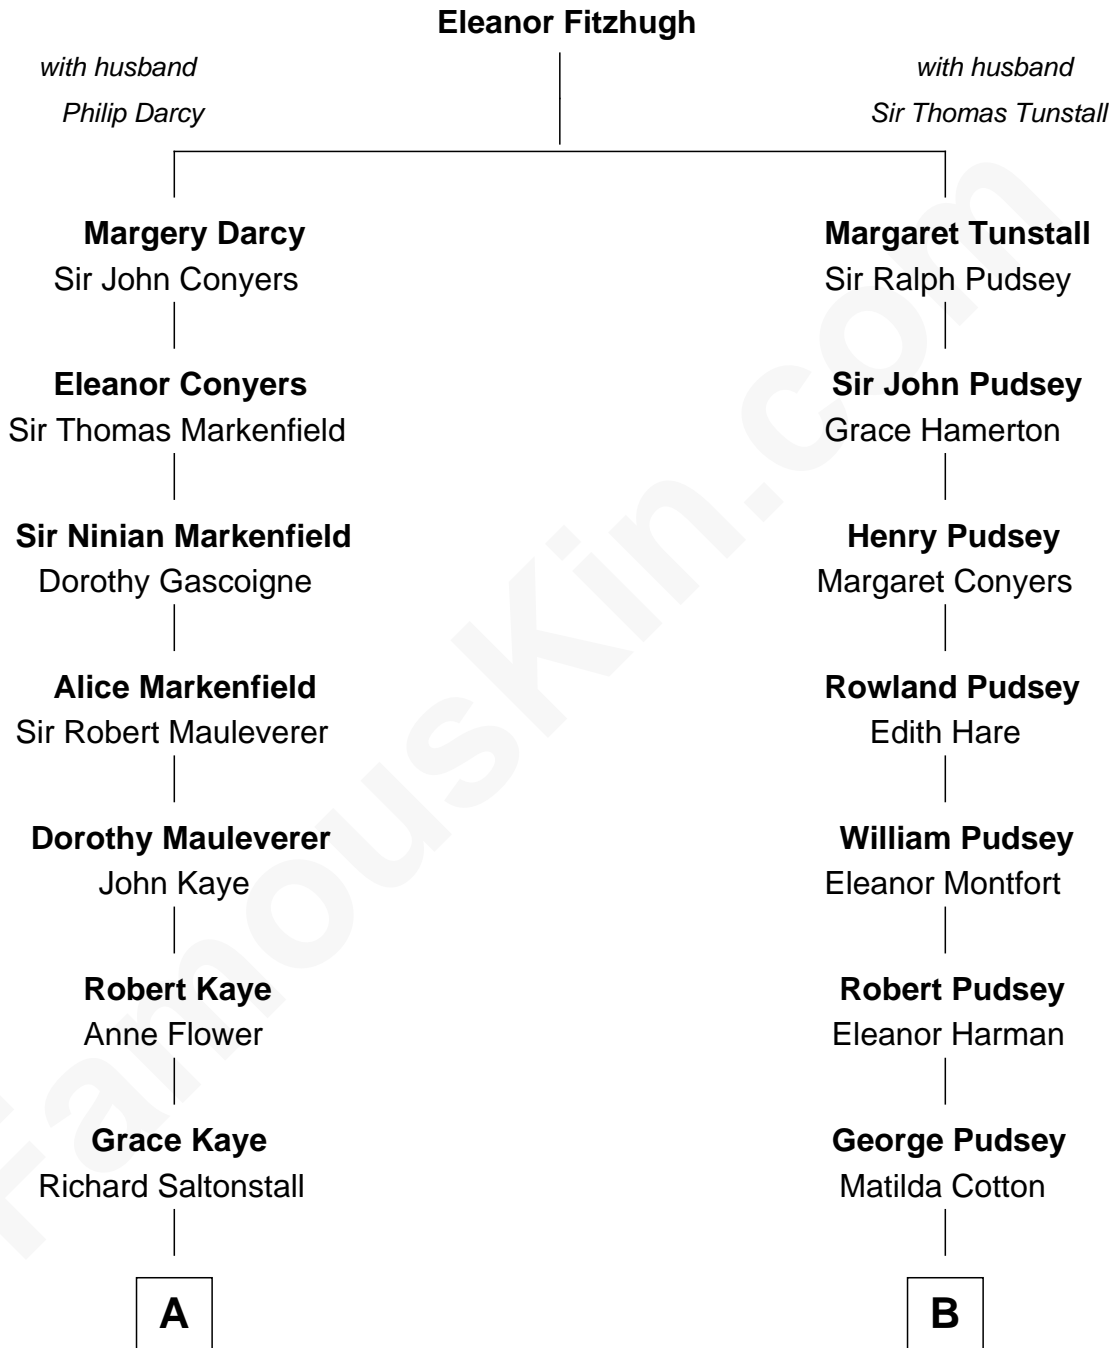 Eleanor Fitzhugh
with husband
Philip Darcy
with husband
Sir Thomas Tunstall
Margery Darcy
Sir John Conyers
Margaret Tunstall
Sir Ralph Pudsey
Eleanor Conyers
Sir Thomas Markenfield
Sir John Pudsey
Grace Hamerton
Sir Ninian Markenfield
Dorothy Gascoigne
Henry Pudsey
Margaret Conyers
Alice Markenfield
Sir Robert Mauleverer
Rowland Pudsey
Edith Hare
Dorothy Mauleverer
John Kaye
William Pudsey
Eleanor Montfort
Robert Kaye
Anne Flower
Robert Pudsey
Eleanor Harman
Grace Kaye
Richard Saltonstall
George Pudsey
Matilda Cotton
A
B
FamousKin.com